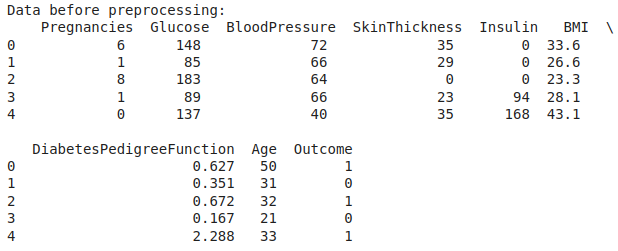 Data before preprocessing:
Pregnancies Glucose BloodPressure SkinThickness Insulin BMI \
0 6 148 72 35 0 33.6
1 1 85 66 29 0 26.6
2 8 183 64 0 0 23.3
3 1 89 66 23 94 28.1
4 0 137 40 35 168 43.1
DiabetesPedigreeFunction Age Outcome
0 0.627 50 1
1 0.351 31 0
2 0.672 32 1
3 0.167 21 0
4 2.288 33 1